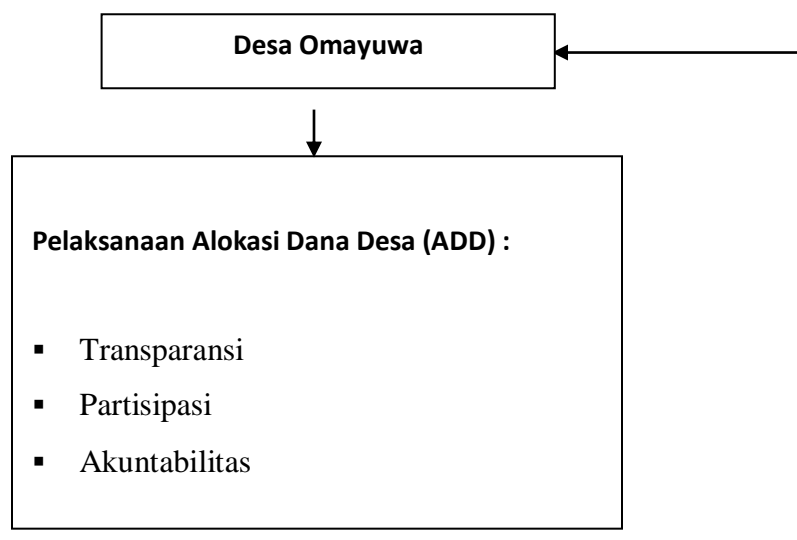 Desa Omayuwa
Pelaksanaan Alokasi Dana Desa (ADD) :
▪ Transparansi
▪ Partisipasi
▪ Akuntabilitas